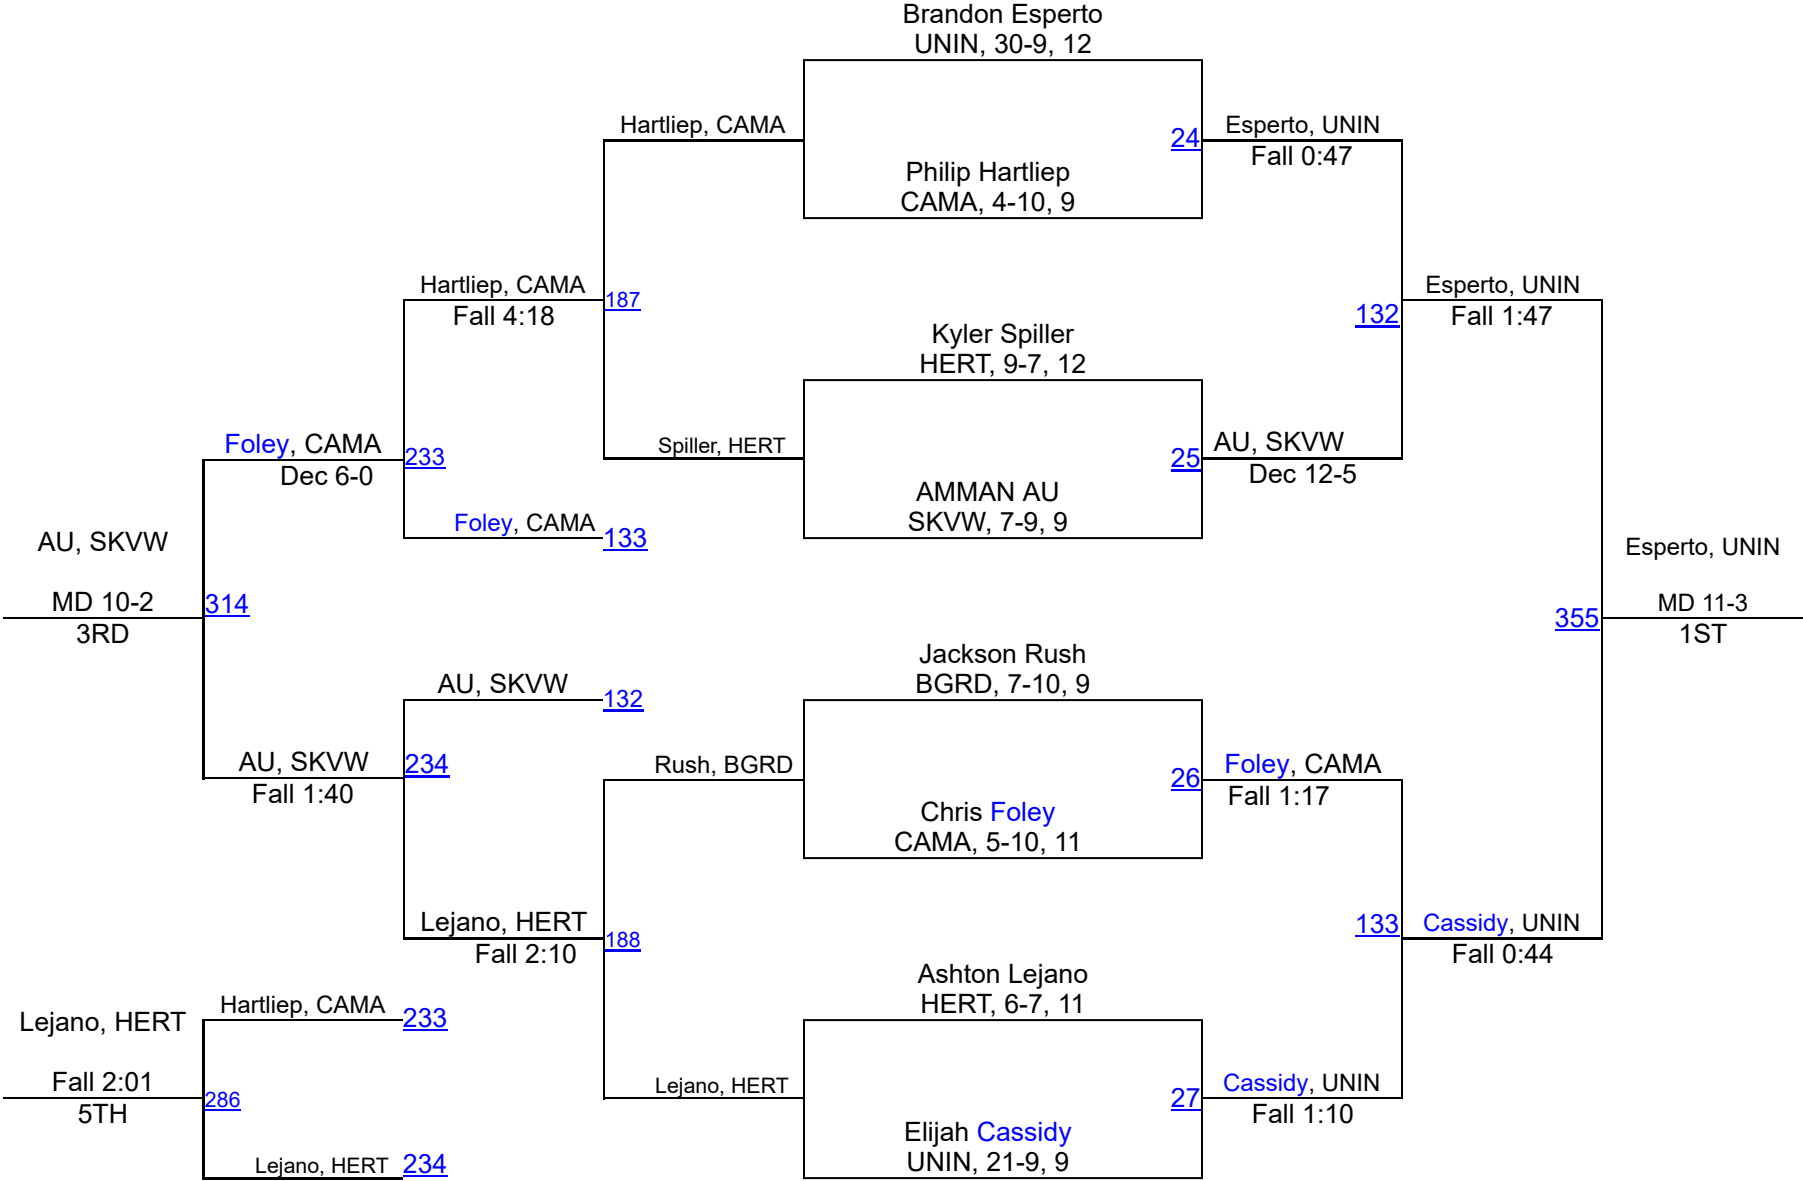 Brandon Esperto
UNIN, 30-9, 12
Hartliep, CAMA
24
Esperto, UNIN
Fall 0:47
Philip Hartliep
CAMA, 4-10, 9
Hartliep, CAMA
Fall 4:18
187
Esperto, UNIN
Fall 1:47
132
Kyler Spiller
HERT, 9-7, 12
Foley, CAMA
Dec 6-0
233
Spiller, HERT
25
AU, SKVW
Dec 12-5
AMMAN AU
SKVW, 7-9, 9
Foley, CAMA
133
AU, SKVW
MD 10-2
3RD
314
Esperto, UNIN
MD 11-3
1ST
355
Jackson Rush
BGRD, 7-10, 9
AU, SKVW
132
AU, SKVW
Fall 1:40
234
Rush, BGRD
26
Foley, CAMA
Fall 1:17
Chris Foley
CAMA, 5-10, 11
Lejano, HERT
Fall 2:10
188
133
Cassidy, UNIN
Fall 0:44
Ashton Lejano
HERT, 6-7, 11
Hartliep, CAMA
233
Lejano, HERT
Fall 2:01
5TH
286
Lejano, HERT
27
Cassidy, UNIN
Fall 1:10
Elijah Cassidy
UNIN, 21-9, 9
Lejano, HERT
234